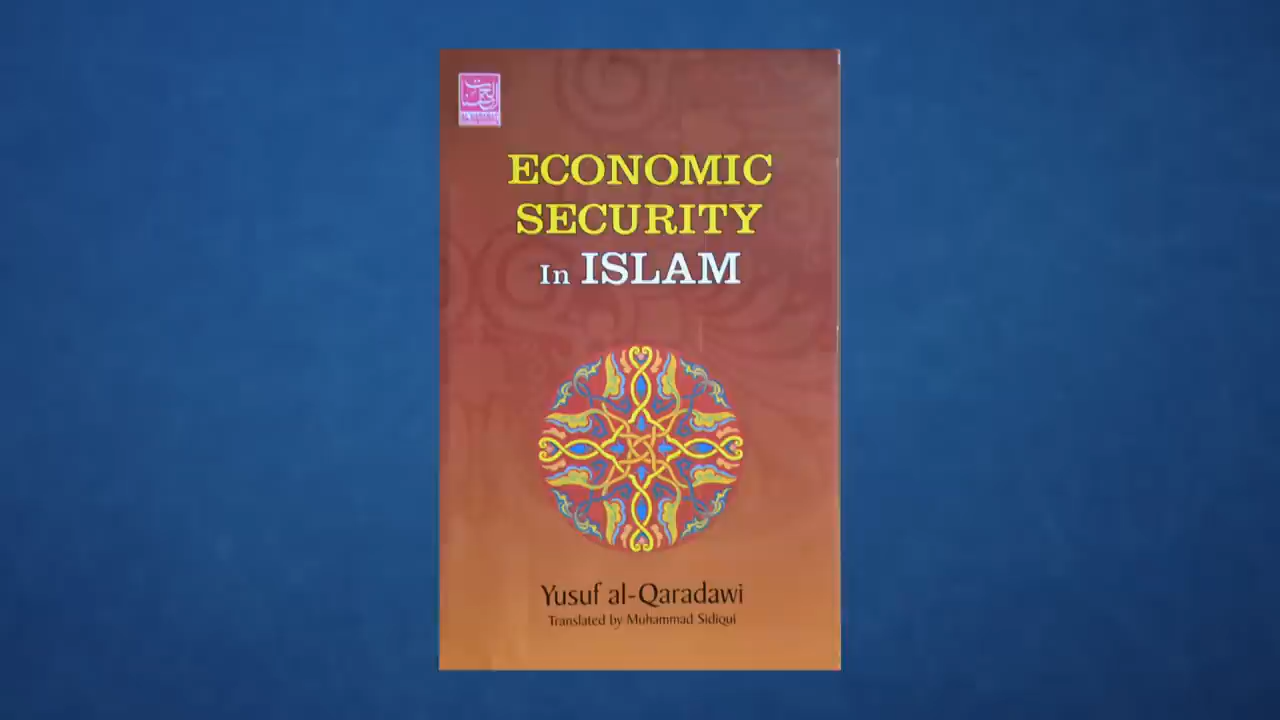 ECONOMIC
SECURITY
In ISLAM
Yusuf al-Qaradawi
Translated by Muhammad Sidiqui